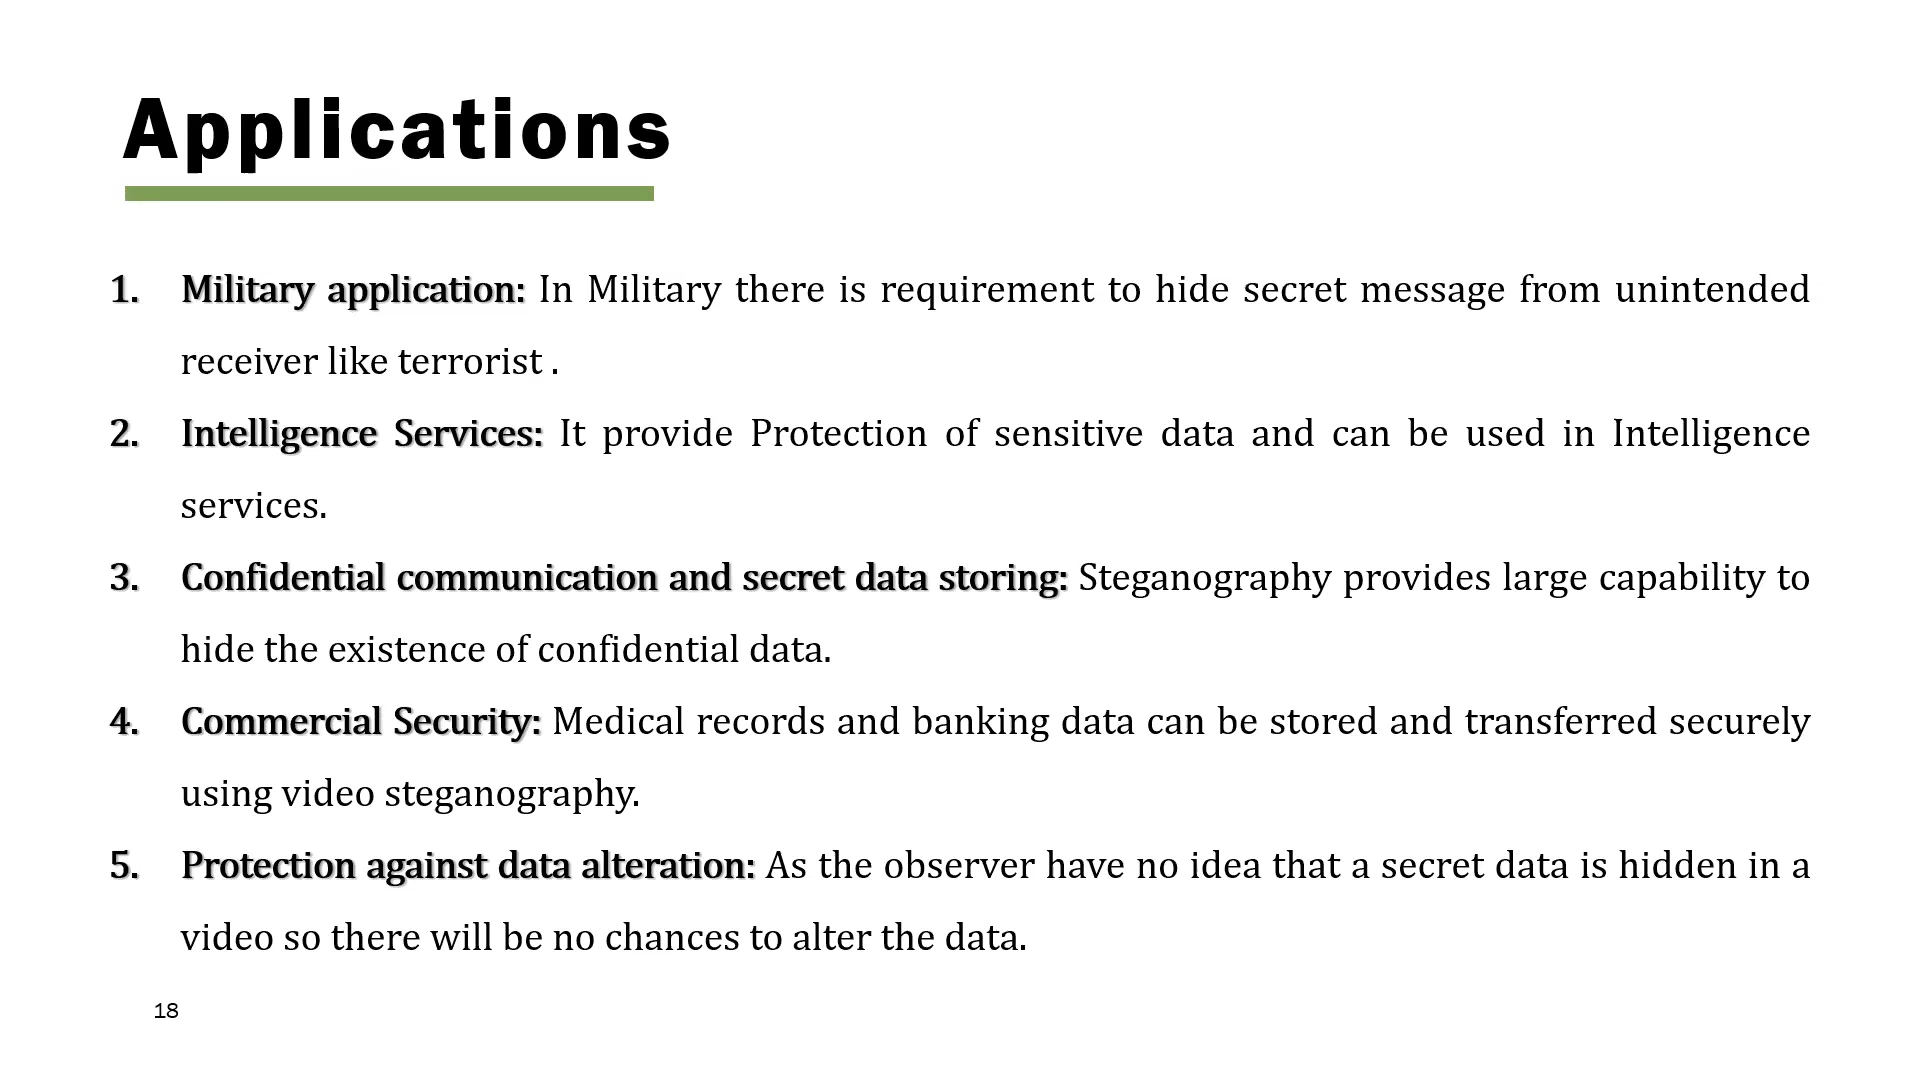 Applications
1. Military application: In Military there is requirement to hide secret message from unintended
receiver like terrorist .
2. Intelligence Services: It provide Protection of sensitive data and can be used in Intelligence
services.
3. Confidential communication and secret data storing: Steganography provides large capability to
hide the existence of confidential data.
4. Commercial Security: Medical records and banking data can be stored and transferred securely
using video steganography.
5. Protection against data alteration: As the observer have no idea that a secret data is hidden in a
video so there will be no chances to alter the data.
18